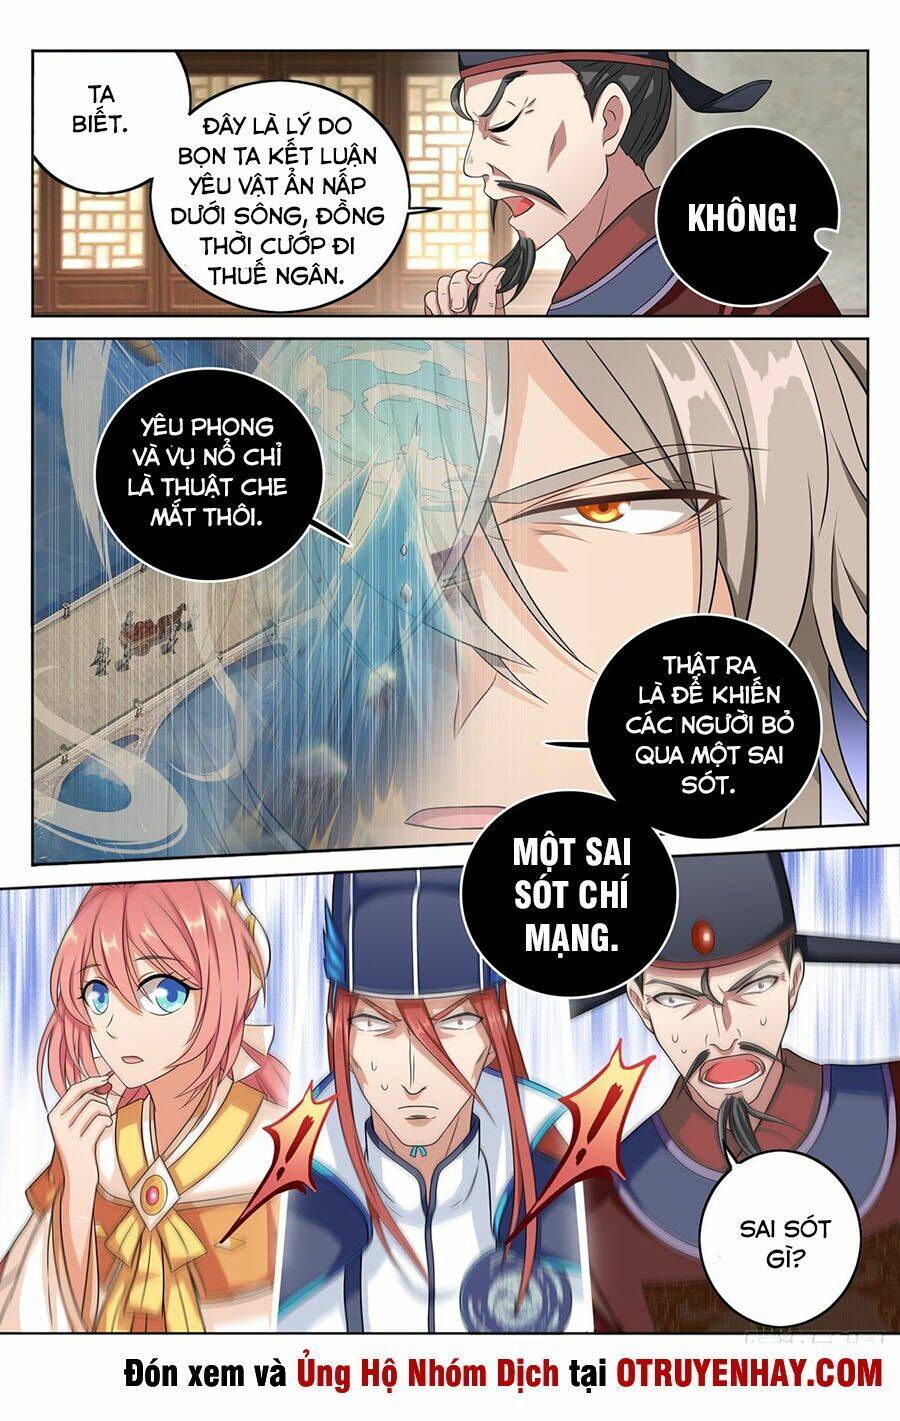 TA
BIẾT.
ĐÂY LÀ LÝ DO
BỌN TA KẾT LUẬN
YÊU VẬT ẨN NẤP
DƯỚI SÔNG, ĐỒNG
THỜI CƯỚP ĐI
THUẾ NGÂN.
KHÔNG!
YÊU PHONG
VÀ VỤ NỔ CHỈ
LÀ THUẬT CHE
MẮT THÔI.
THẬT RA
LÀ ĐỂ KHIẾN
CÁC NGƯỜI BỎ
QUA MỘT SAI
SÓT.
MỘT SAI
SÓT CHÍ
MẠNG.
SAI SÓT
GÌ?
Đón xem và Ủng Hộ Nhóm Dịch tại OTRUYENHAY.COM